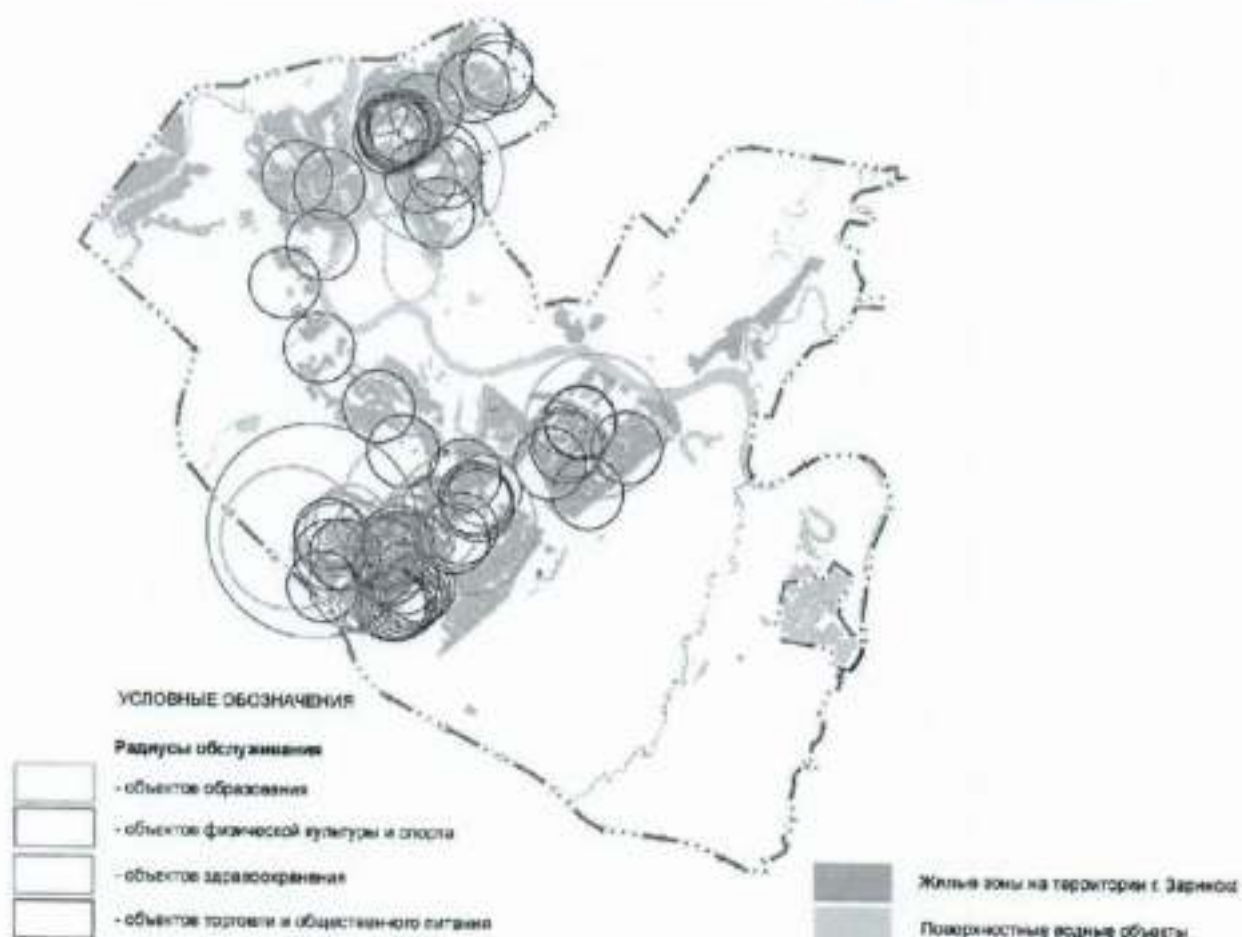 УСЛОВНЫЕ ОБОЗНАЧЕНИЯ
Радиусы обслуживания
- объектов образования
- объектов физической культуры и спорта
- объектов здравоохранения
- объектов торговли и общественного питания
Жилые зоны на территории г. Заринска
Поверхностные водные объекты